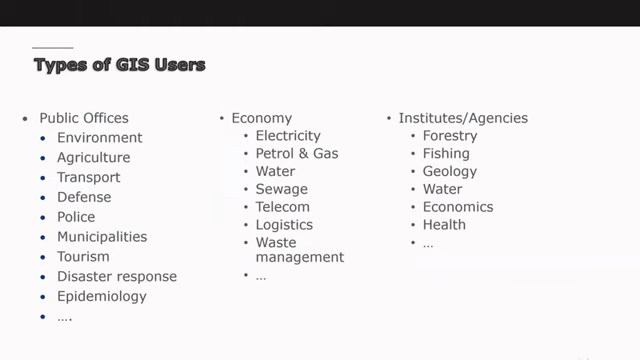 Types of GIS Users
• Public Offices
• Environment
• Agriculture
• Transport
• Defense
• Police
• Municipalities
• Tourism
• Disaster response
• Epidemiology
• ….
• Economy
• Electricity
• Petrol & Gas
• Water
• Sewage
• Telecom
• Logistics
• Waste
management
• …
• Institutes/Agencies
• Forestry
• Fishing
• Geology
• Water
• Economics
• Health
• …